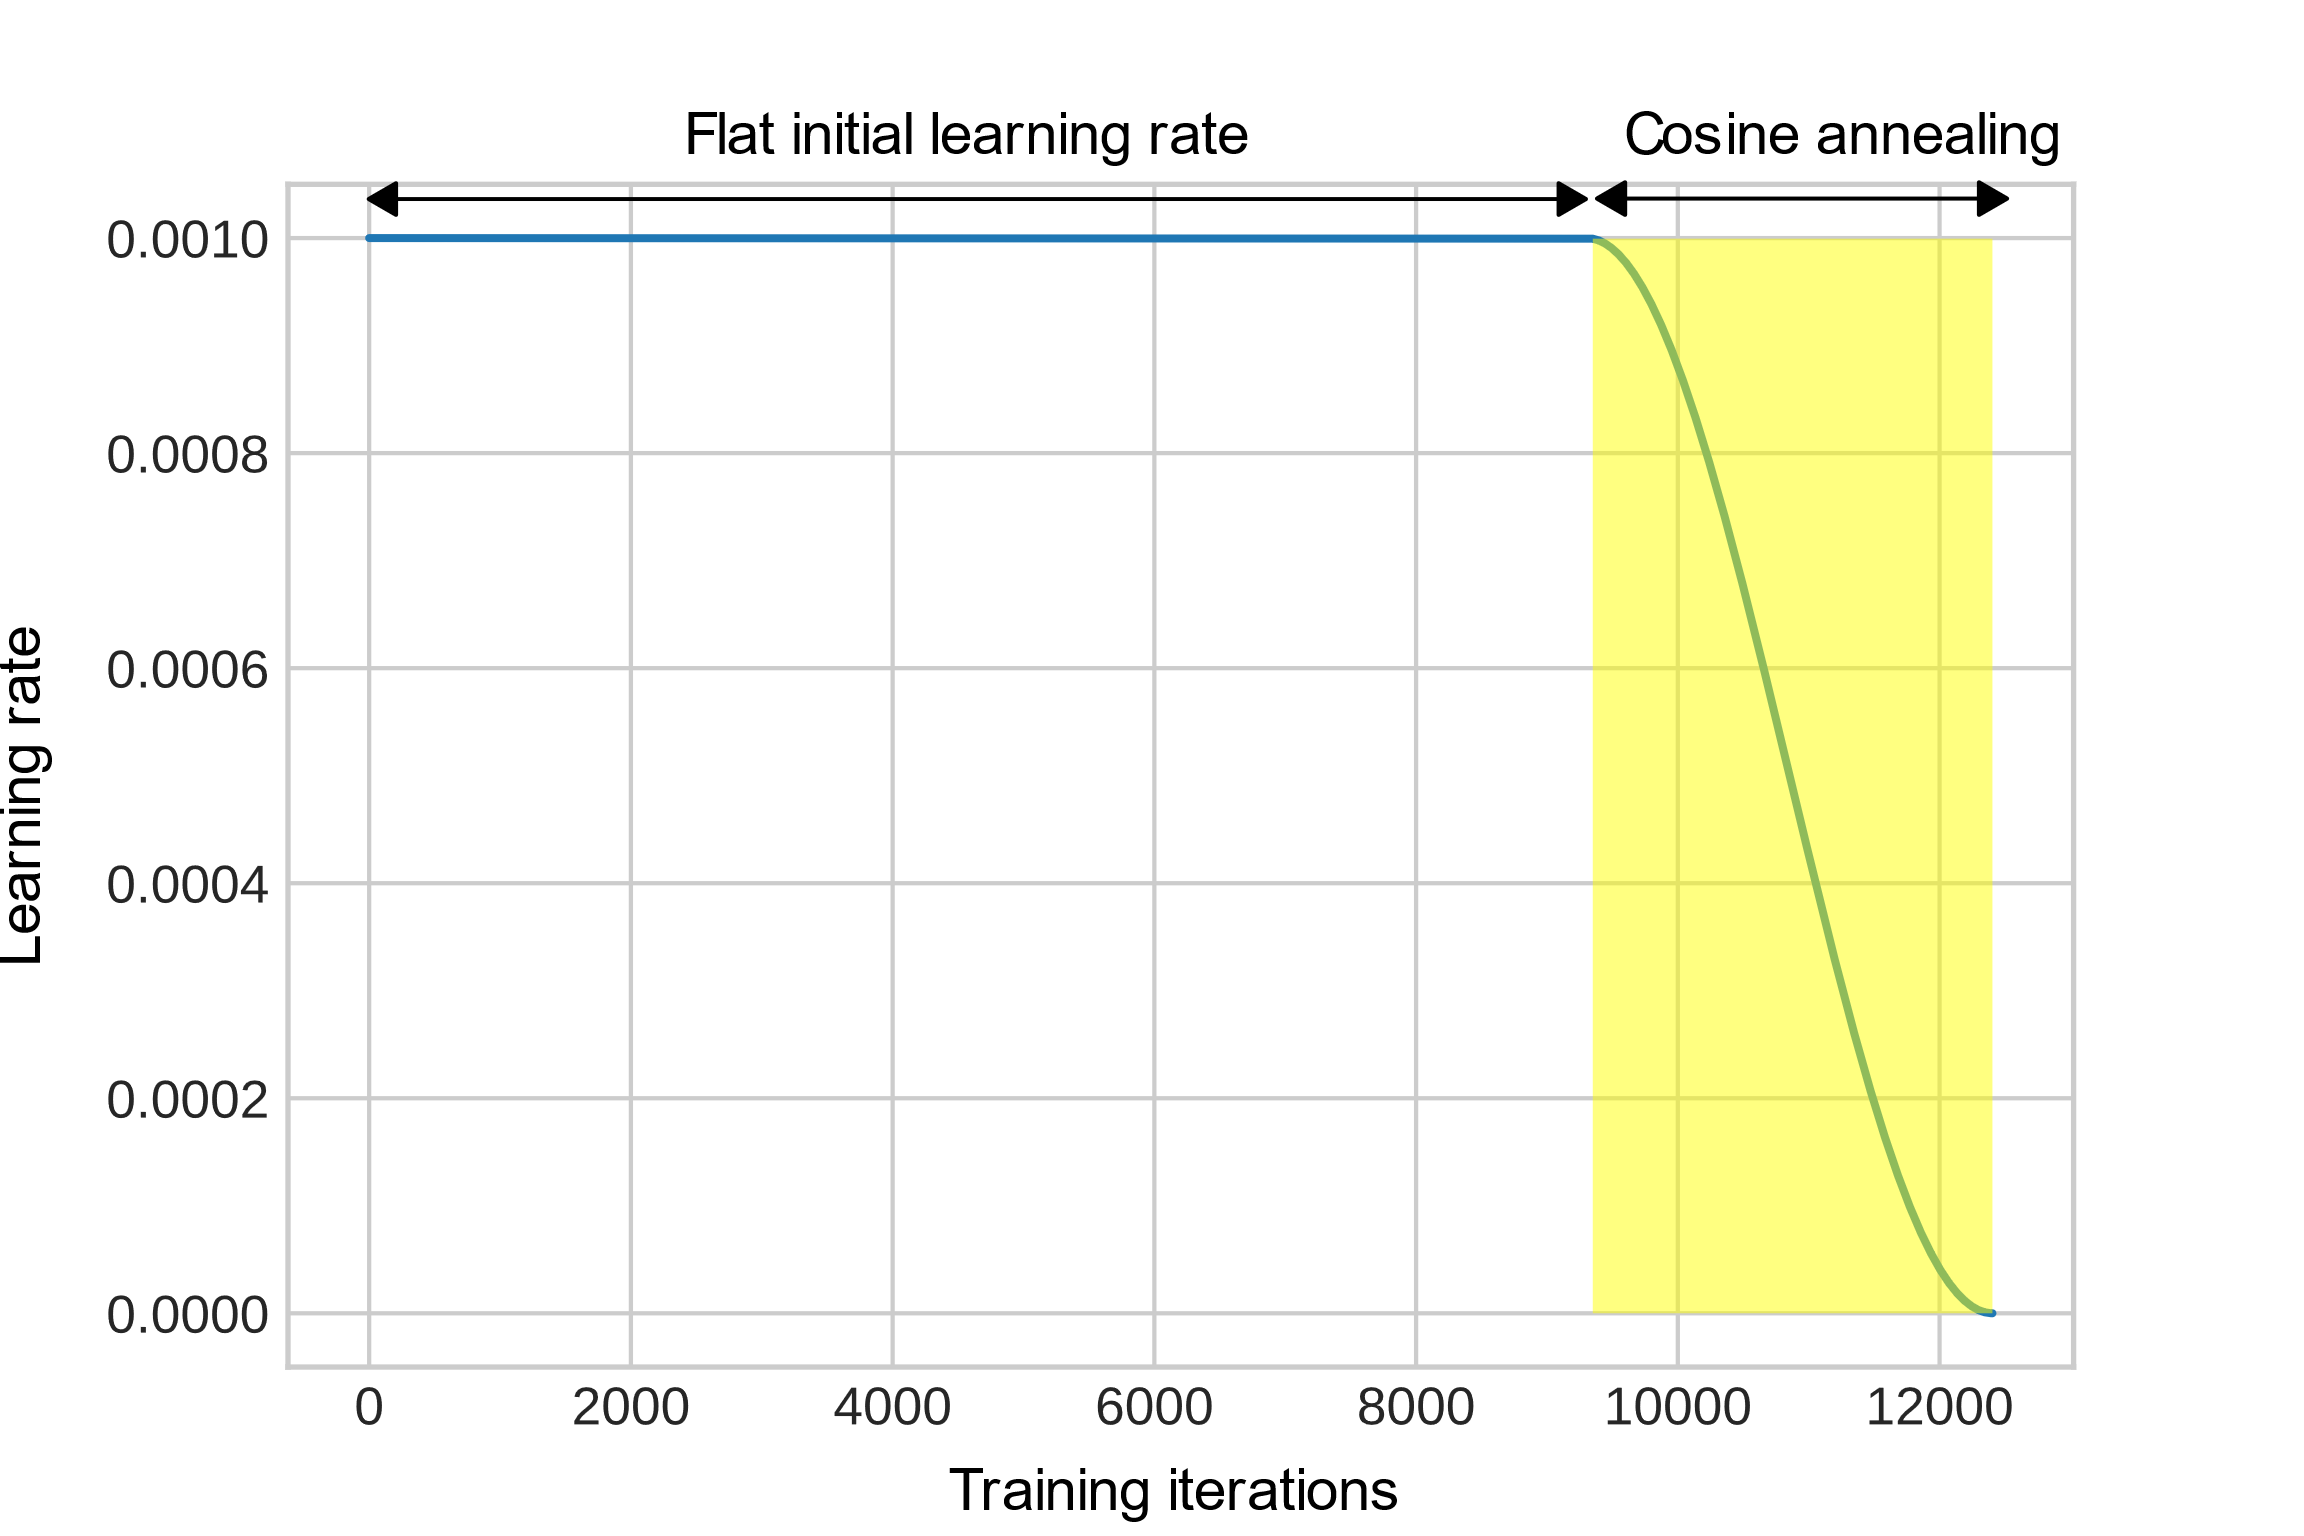 Flat initial learning rate
Cosine annealing
0.0010
0.0008
0.0006
0.0004
0.0002
0.0000
Learning rate
0 2000 4000 6000 8000 10000 12000
Training iterations